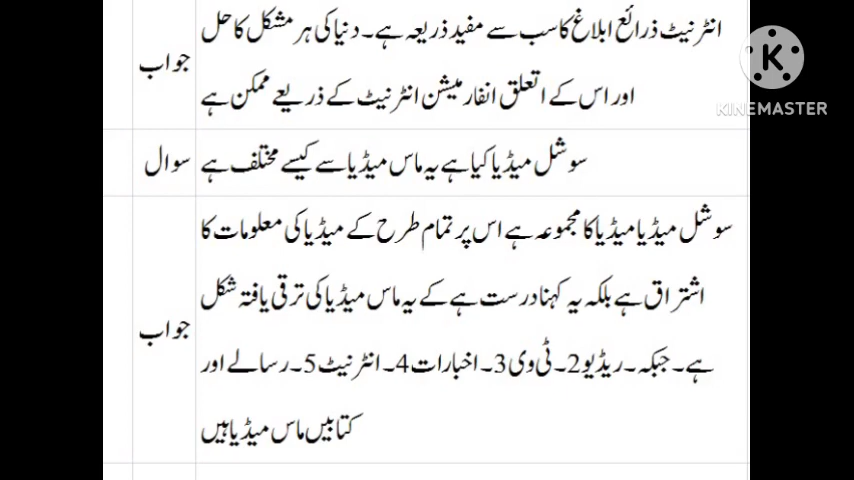 انٹرنیٹ ذرائع ابلاغ کا سب سے مفید ذریعہ ہے۔ دنیا کی ہر مشکل کا حل
جواب
اور اس کے اتعلق انفارمیشن انٹرنیٹ کے ذریعے ممکن ہے
سوال
سوشل میڈیا کیا ہے یہ ماس میڈیا سے کیسے مختلف ہے
سوشل میڈیا میڈیا کا مجموعہ ہے اس پر تمام طرح کے میڈیا کی معلومات کا
اشتراق ہے بلکہ یہ کہنا درست ہے کے یہ ماس میڈیا کی ترقی یافتہ شکل
جواب
ہے۔ جبکہ۔ ریڈیو 2۔ ٹی وی 3۔ اخبارات 4۔ انٹرنیٹ 5۔ رسالے اور
کتابیں ماس میڈیا ہیں
K
KINEMASTER